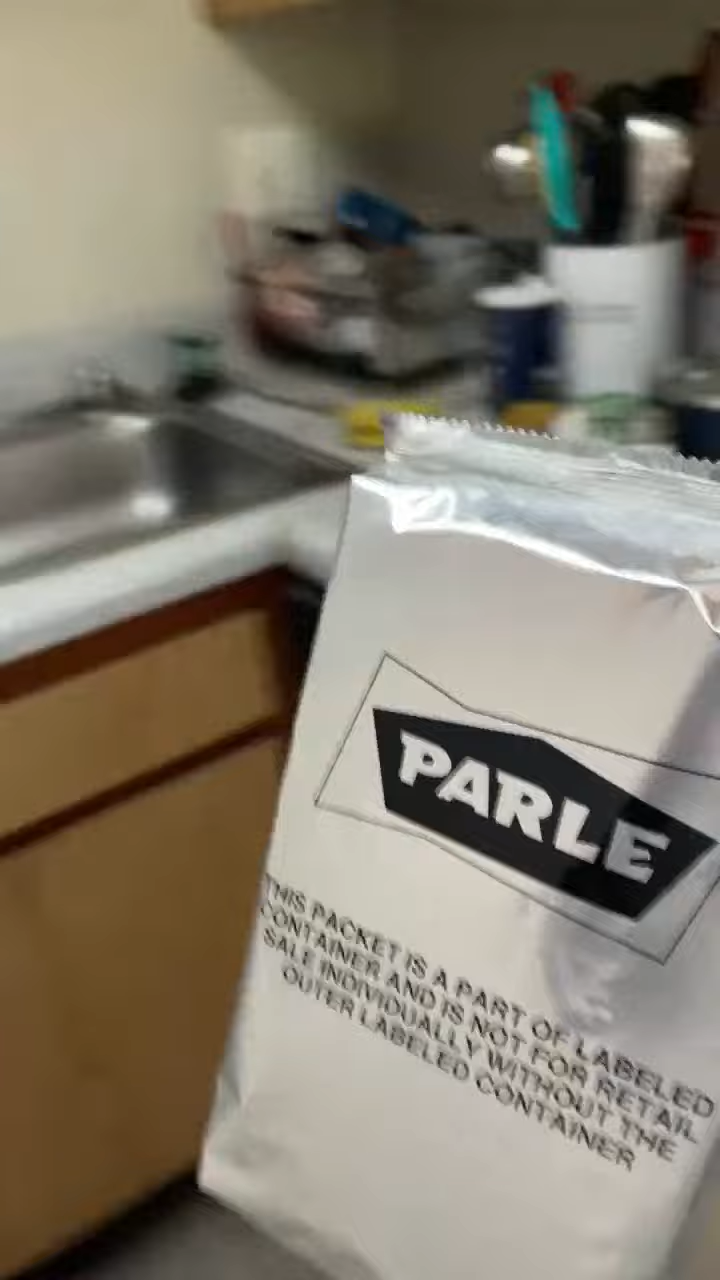 PARLE
THIS PACKET IS A PART OF LABELED
CONTAINER AND IS NOT FOR RETAIL
SALE INDIVIDUALLY WITHOUT THE
OUTER LABELED CONTAINER